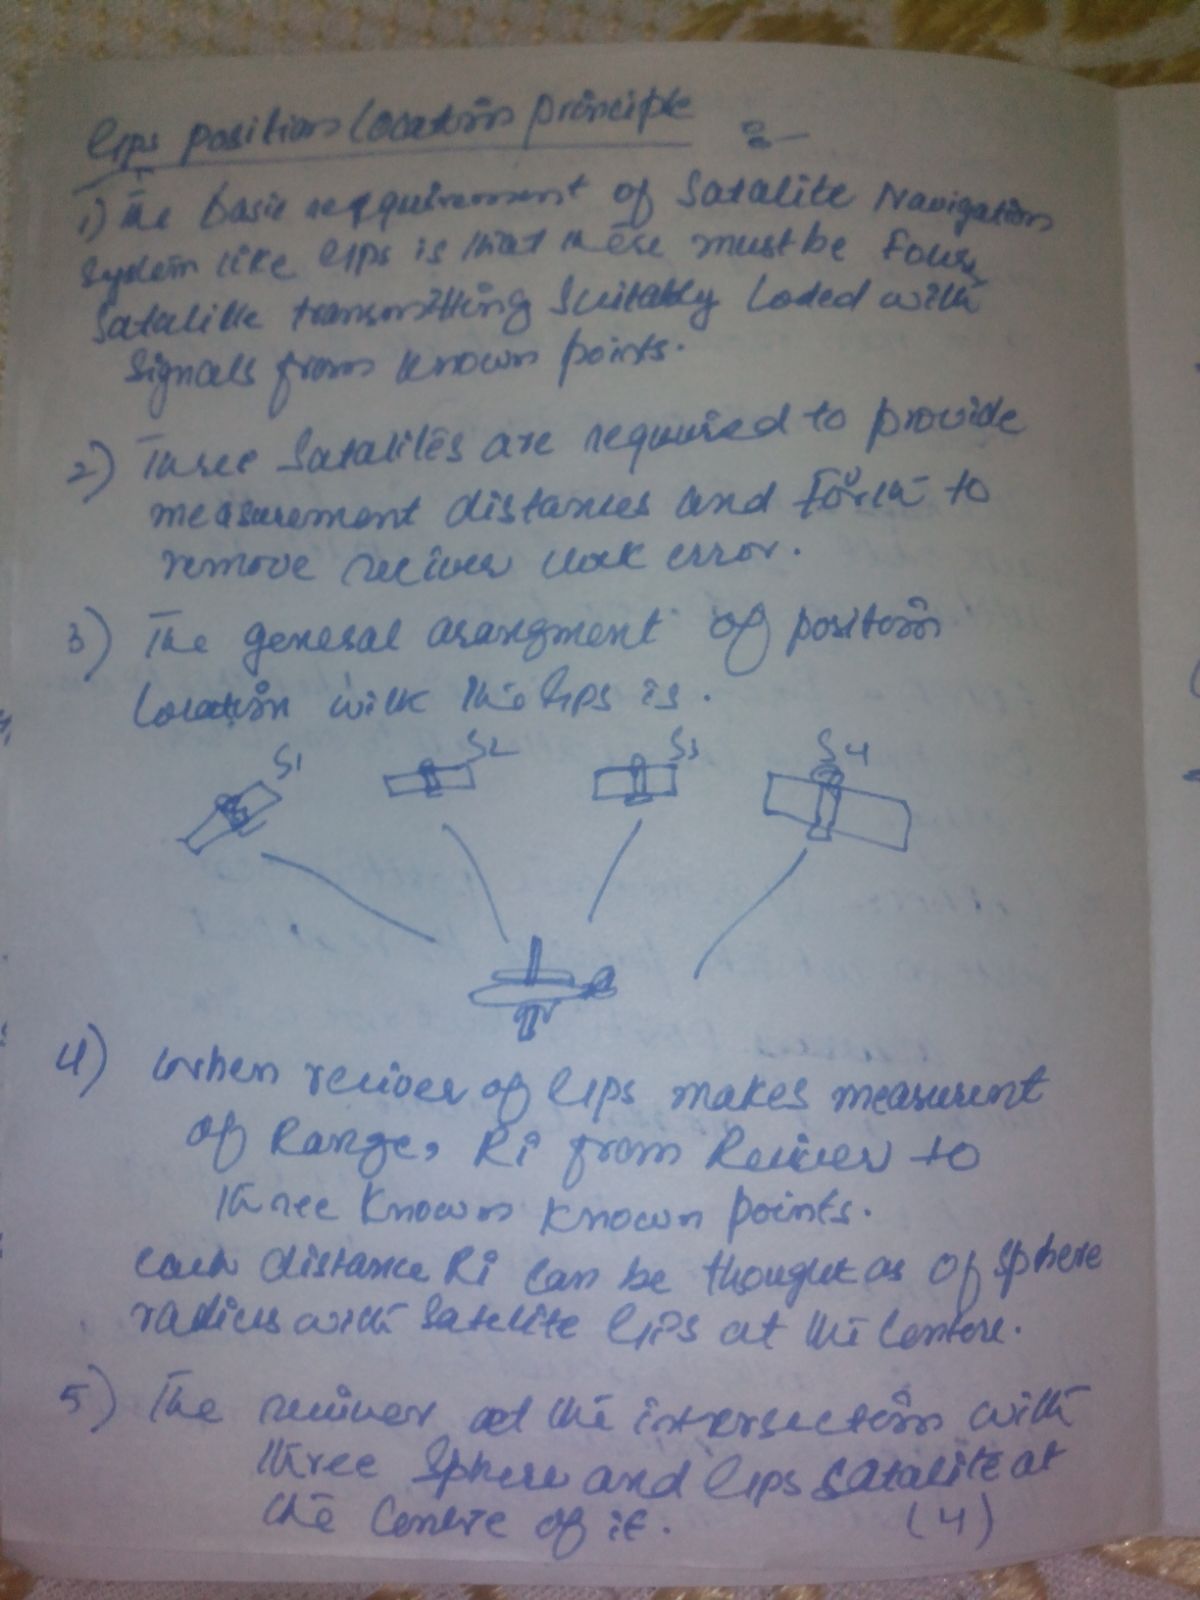 GPS position Location principle :-
1) The basic reqquirement of Satalite Navigation
System like GPS is that there must be Four
Satalitte transmitting Suitably Loded with
Signals from known points.
2) Three Satalites are required to provide
measurement distances and Forth to
remove reciver clock error.
3) The general arangment of position
Location with the GPS is.
S1 S2 S3 S4
4) When reciver of GPS makes measurment
of Range, Ri from Reciver to
three known known points.
Each distance Ri can be thought as of sphere
radius with Satelite GPS at the Centere.
5) The reciver at the intersection with
three Sphere and GPS Satalite at
the Centre of it. (4)